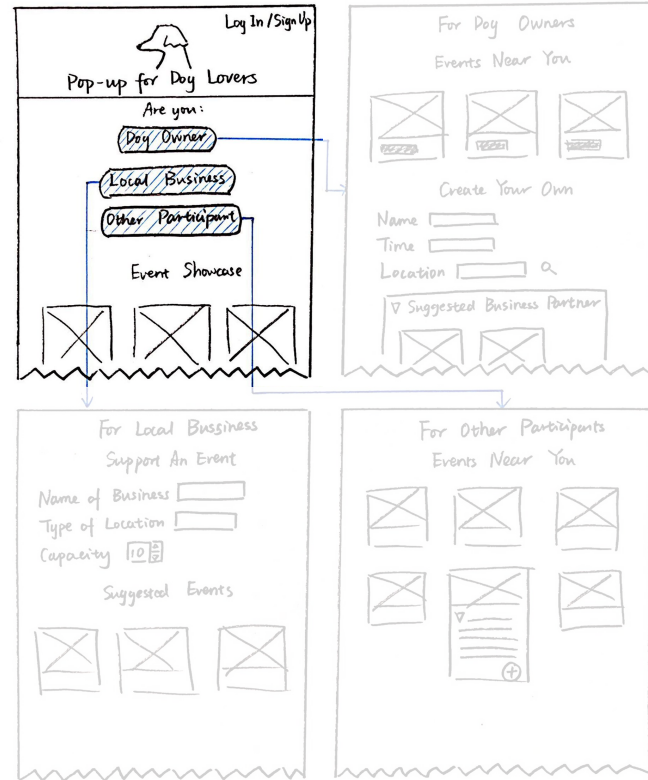 Log In / Sign Up
Pop-up for Dog Lovers
Are you:
Dog Owner
Local Business
Other Participant
Event Showcase
For Dog Owners
Events Near You
Create Your Own
Name
Time
Location
▽ Suggested Business Partner
For Local Bussiness
Support An Event
Name of Business
Type of Location
Capacity 10
Suggested Events
For Other Participants
Events Near You